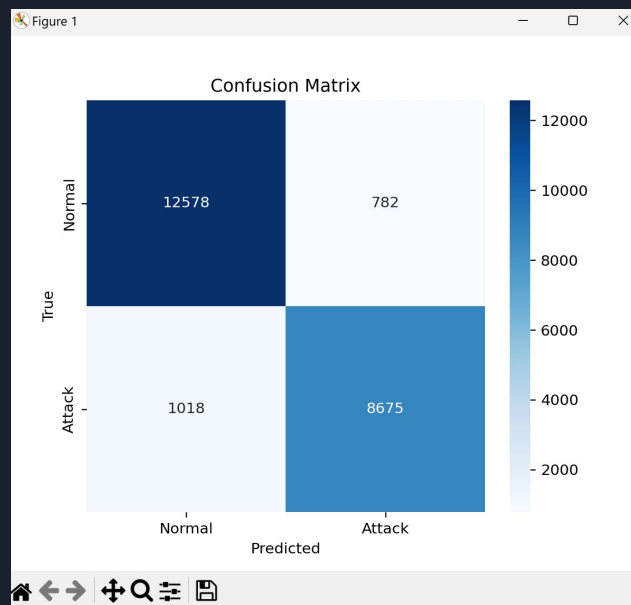 Figure 1
Confusion Matrix
12000
Normal
12578
782
10000
8000
True
6000
Attack
1018
8675
4000
2000
Normal
Attack
Predicted